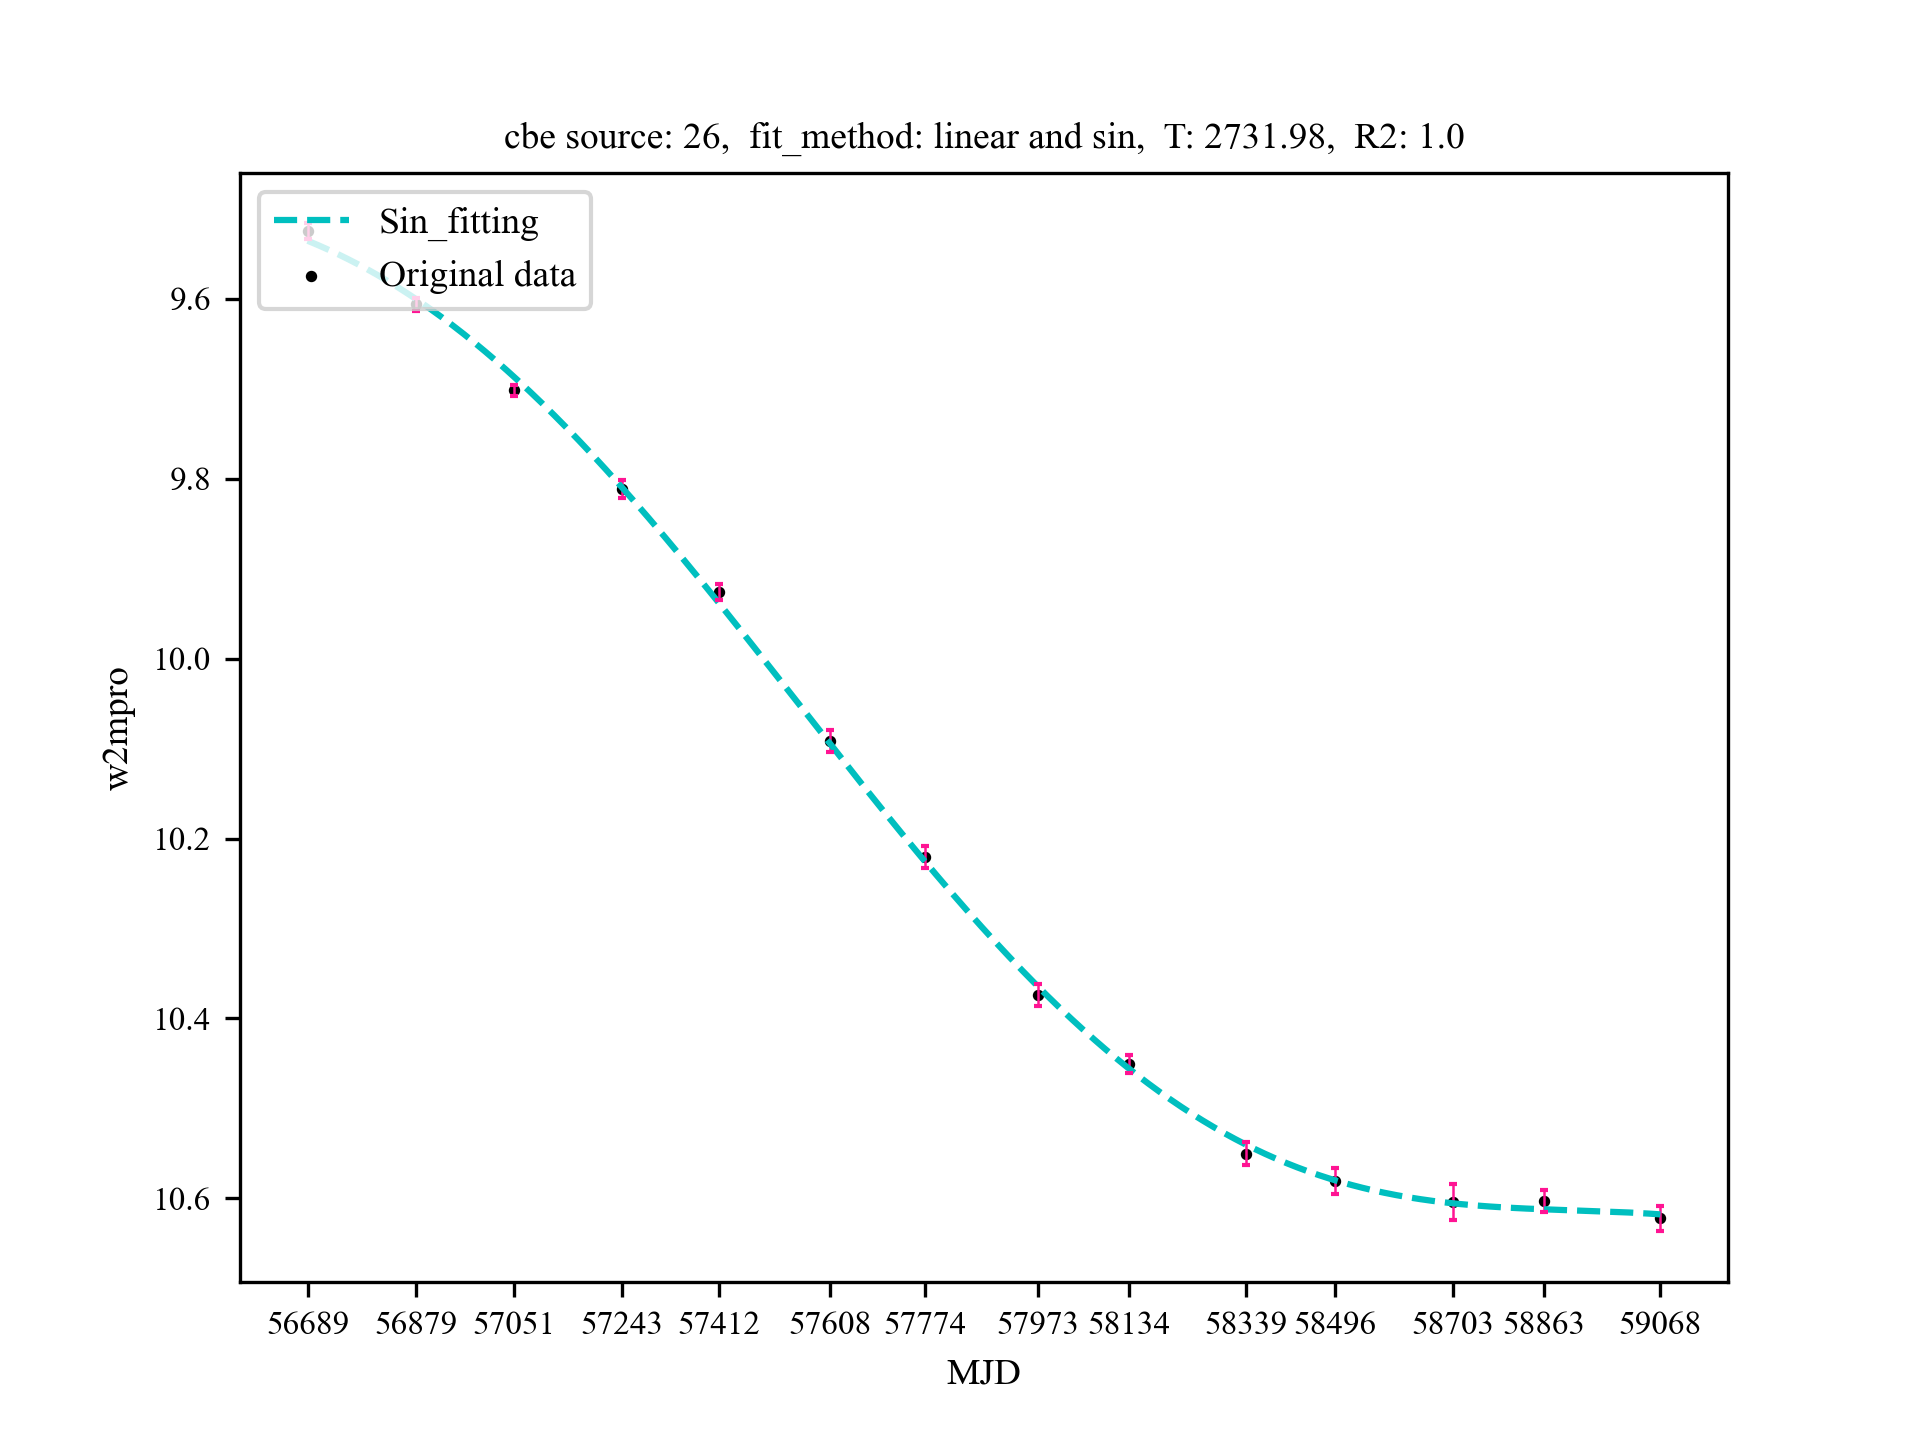 cbe source: 26,  fit_method: linear and sin,  T: 2731.98,  R2: 1.0
Sin_fitting
Original data
9.6
9.8
10.0
10.2
10.4
10.6
w2mpro
56689 56879 57051 57243 57412 57608 57774 57973 58134 58339 58496 58703 58863 59068
MJD